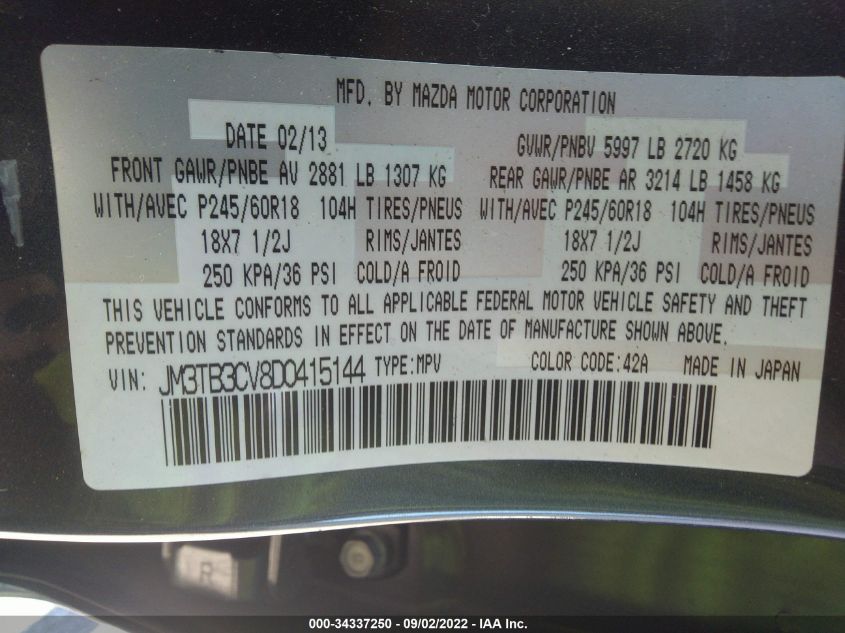 MFD. BY MAZDA MOTOR CORPORATION
DATE 02/13 GVWR/PNBV 5997 LB 2720 KG
FRONT GAWR/PNBE AV 2881 LB 1307 KG REAR GAWR/PNBE AR 3214 LB 1458 KG
WITH/AVEC P245/60R18 104H TIRES/PNEUS WITH/AVEC P245/60R18 104H TIRES/PNEUS
18X7 1/2J RIMS/JANTES 18X7 1/2J RIMS/JANTES
250 KPA/36 PSI COLD/A FROID 250 KPA/36 PSI COLD/A FROID
THIS VEHICLE CONFORMS TO ALL APPLICABLE FEDERAL MOTOR VEHICLE SAFETY AND THEFT
PREVENTION STANDARDS IN EFFECT ON THE DATE OF MANUFACTURE SHOWN ABOVE.
VIN: JM3TB3CV8D0415144 TYPE:MPV COLOR CODE:42A MADE IN JAPAN
R
000-34337250 - 09/02/2022 - IAA Inc.